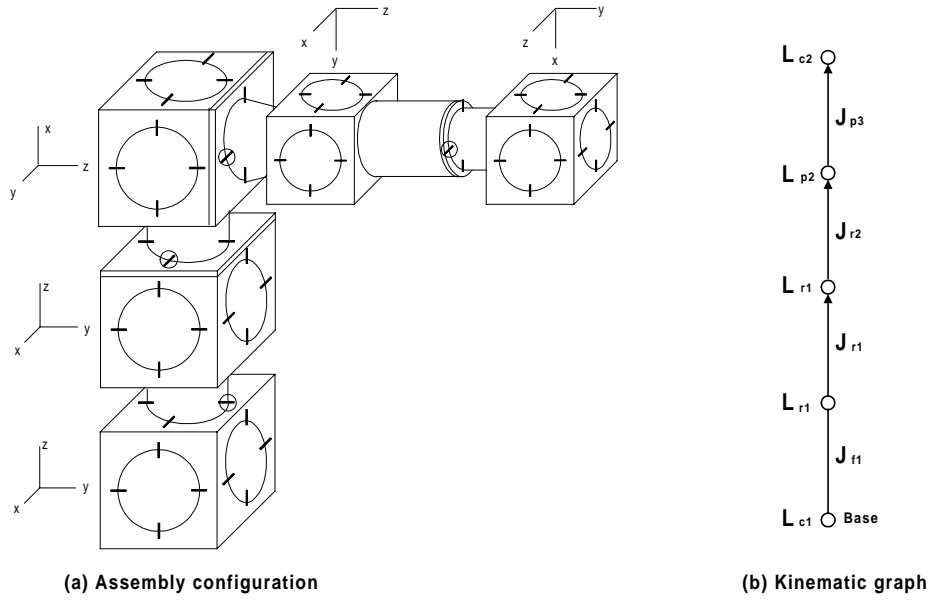 z
x
y
y
z
x
x
z
y
z
y
x
z
y
x
L c2
J p3
L p2
J r2
L r1
J r1
L r1
J f1
L c1
Base
(a) Assembly configuration
(b) Kinematic graph